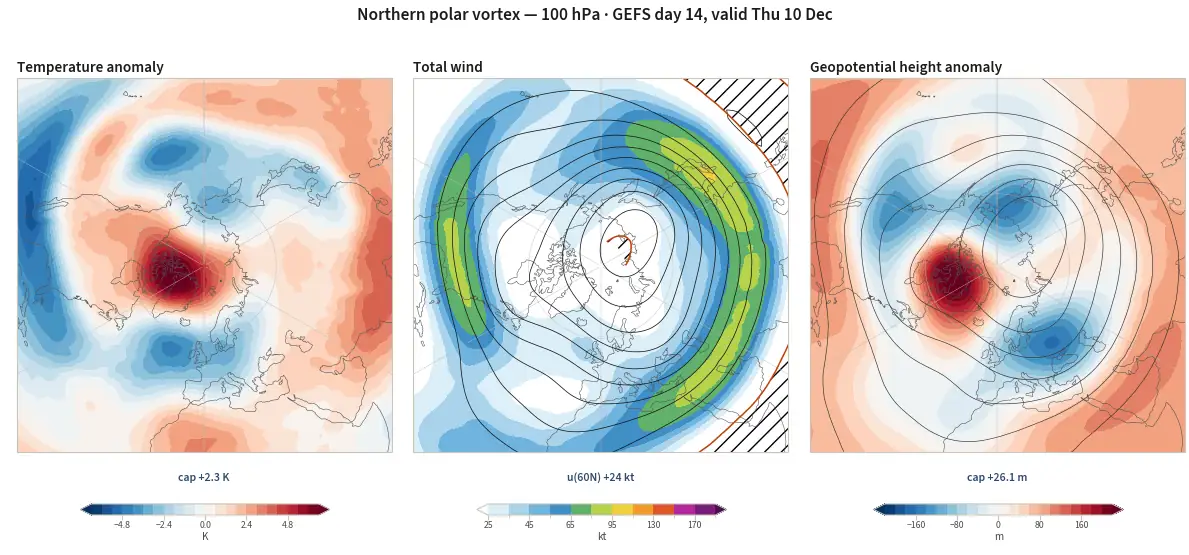 Northern polar vortex — 100 hPa · GEFS day 14, valid Thu 10 Dec
Temperature anomaly
Total wind
Geopotential height anomaly
cap +2.3 K
u(60N) +24 kt
cap +26.1 m
−4.8 −2.4 0.0 2.4 4.8
K
25 45 65 95 130 170
kt
−160 −80 0 80 160
m